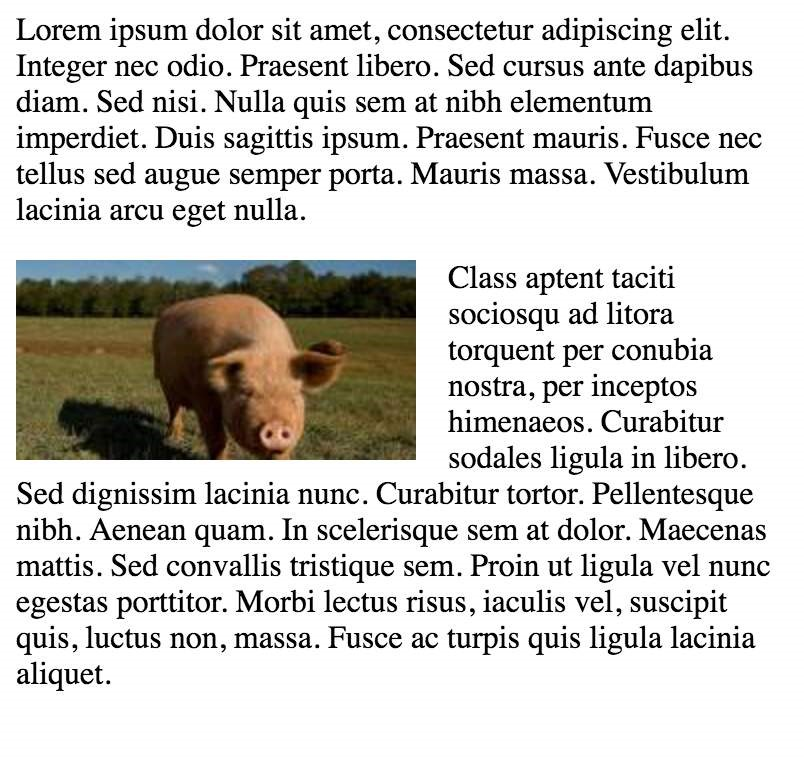 Lorem ipsum dolor sit amet, consectetur adipiscing elit.
Integer nec odio. Praesent libero. Sed cursus ante dapibus
diam. Sed nisi. Nulla quis sem at nibh elementum
imperdiet. Duis sagittis ipsum. Praesent mauris. Fusce nec
tellus sed augue semper porta. Mauris massa. Vestibulum
lacinia arcu eget nulla.
Class aptent taciti
sociosqu ad litora
torquent per conubia
nostra, per inceptos
himenaeos. Curabitur
sodales ligula in libero.
Sed dignissim lacinia nunc. Curabitur tortor. Pellentesque
nibh. Aenean quam. In scelerisque sem at dolor. Maecenas
mattis. Sed convallis tristique sem. Proin ut ligula vel nunc
egestas porttitor. Morbi lectus risus, iaculis vel, suscipit
quis, luctus non, massa. Fusce ac turpis quis ligula lacinia
aliquet.